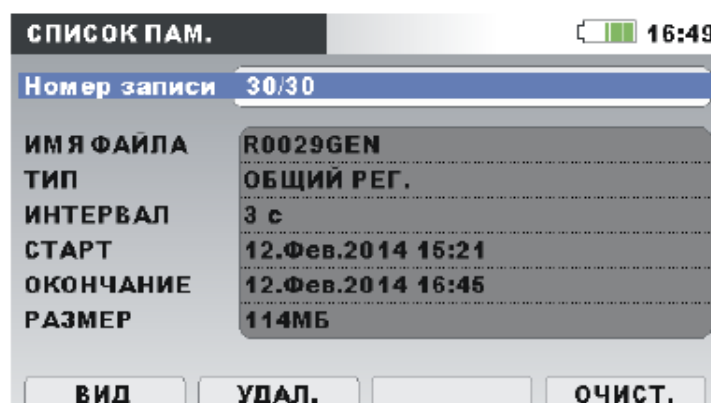 СПИСОК ПАМ. 16:49
Номер записи 30/30
ИМЯ ФАЙЛА R0029GEN
ТИП ОБЩИЙ РЕГ.
ИНТЕРВАЛ 3 с
СТАРТ 12.Фев.2014 15:21
ОКОНЧАНИЕ 12.Фев.2014 16:45
РАЗМЕР 114МБ
ВИД УДАЛ. ОЧИСТ.